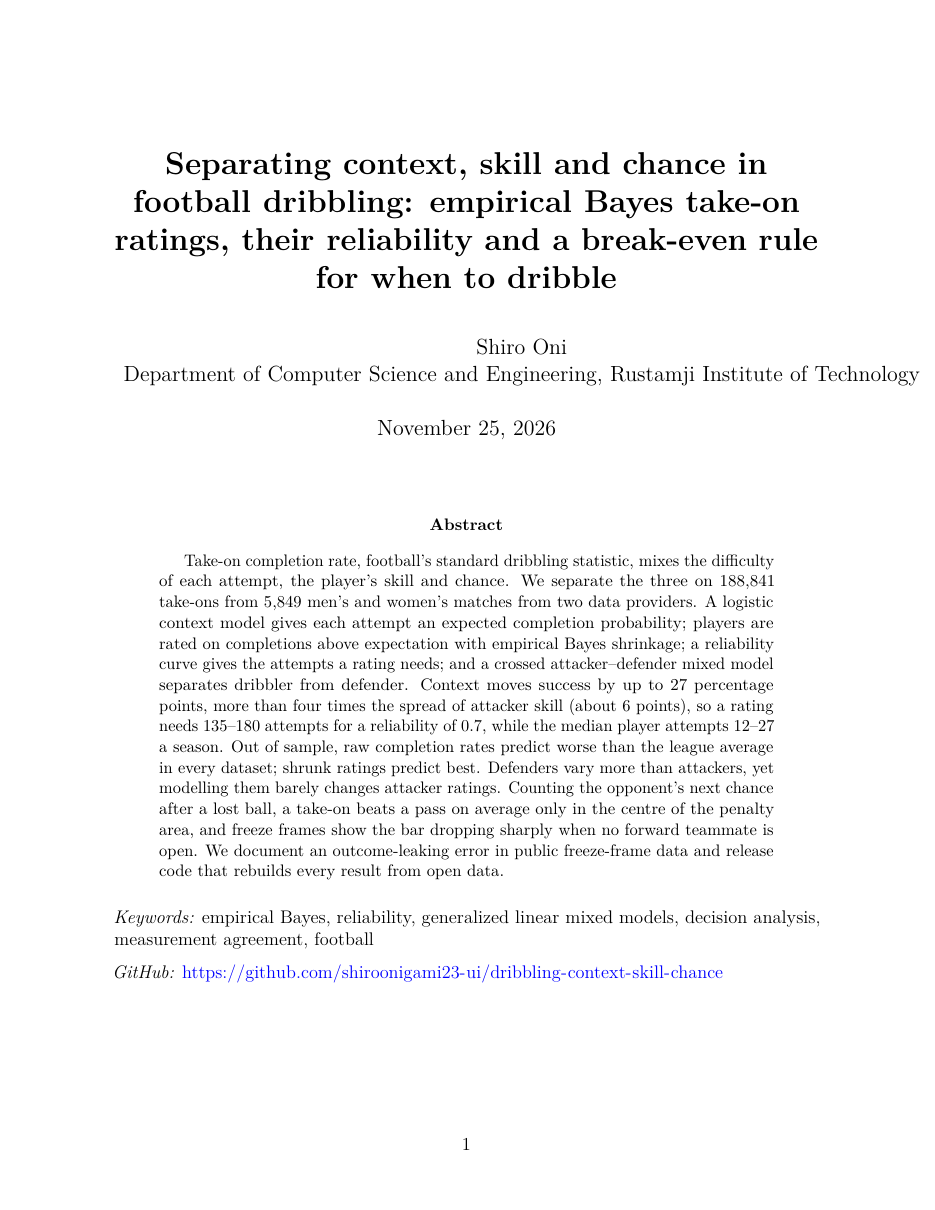 Separating context, skill and chance in
football dribbling: empirical Bayes take-on
ratings, their reliability and a break-even rule
for when to dribble
Shiro Oni
Department of Computer Science and Engineering, Rustamji Institute of Technology
November 25, 2026
Abstract
Take-on completion rate, football's standard dribbling statistic, mixes the difficulty
of each attempt, the player's skill and chance. We separate the three on 188,841
take-ons from 5,849 men's and women's matches from two data providers. A logistic
context model gives each attempt an expected completion probability; players are
rated on completions above expectation with empirical Bayes shrinkage; a reliability
curve gives the attempts a rating needs; and a crossed attacker–defender mixed model
separates dribbler from defender. Context moves success by up to 27 percentage
points, more than four times the spread of attacker skill (about 6 points), so a rating
needs 135–180 attempts for a reliability of 0.7, while the median player attempts 12–27
a season. Out of sample, raw completion rates predict worse than the league average
in every dataset; shrunk ratings predict best. Defenders vary more than attackers, yet
modelling them barely changes attacker ratings. Counting the opponent's next chance
after a lost ball, a take-on beats a pass on average only in the centre of the penalty
area, and freeze frames show the bar dropping sharply when no forward teammate is
open. We document an outcome-leaking error in public freeze-frame data and release
code that rebuilds every result from open data.
Keywords: empirical Bayes, reliability, generalized linear mixed models, decision analysis,
measurement agreement, football
GitHub: https://github.com/shiroonigami23-ui/dribbling-context-skill-chance
1